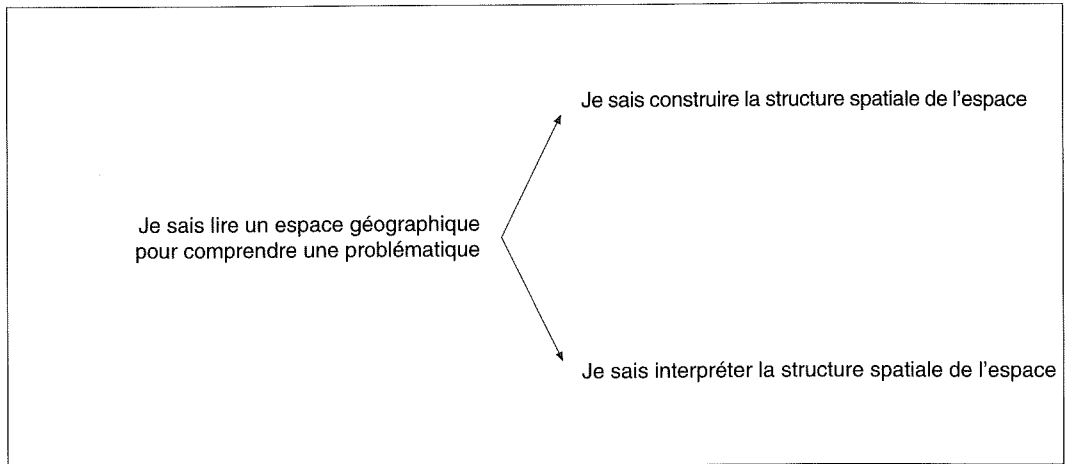 Je sais construire la structure spatiale de l'espace
Je sais lire un espace géographique
pour comprendre une problématique
Je sais interpréter la structure spatiale de l'espace